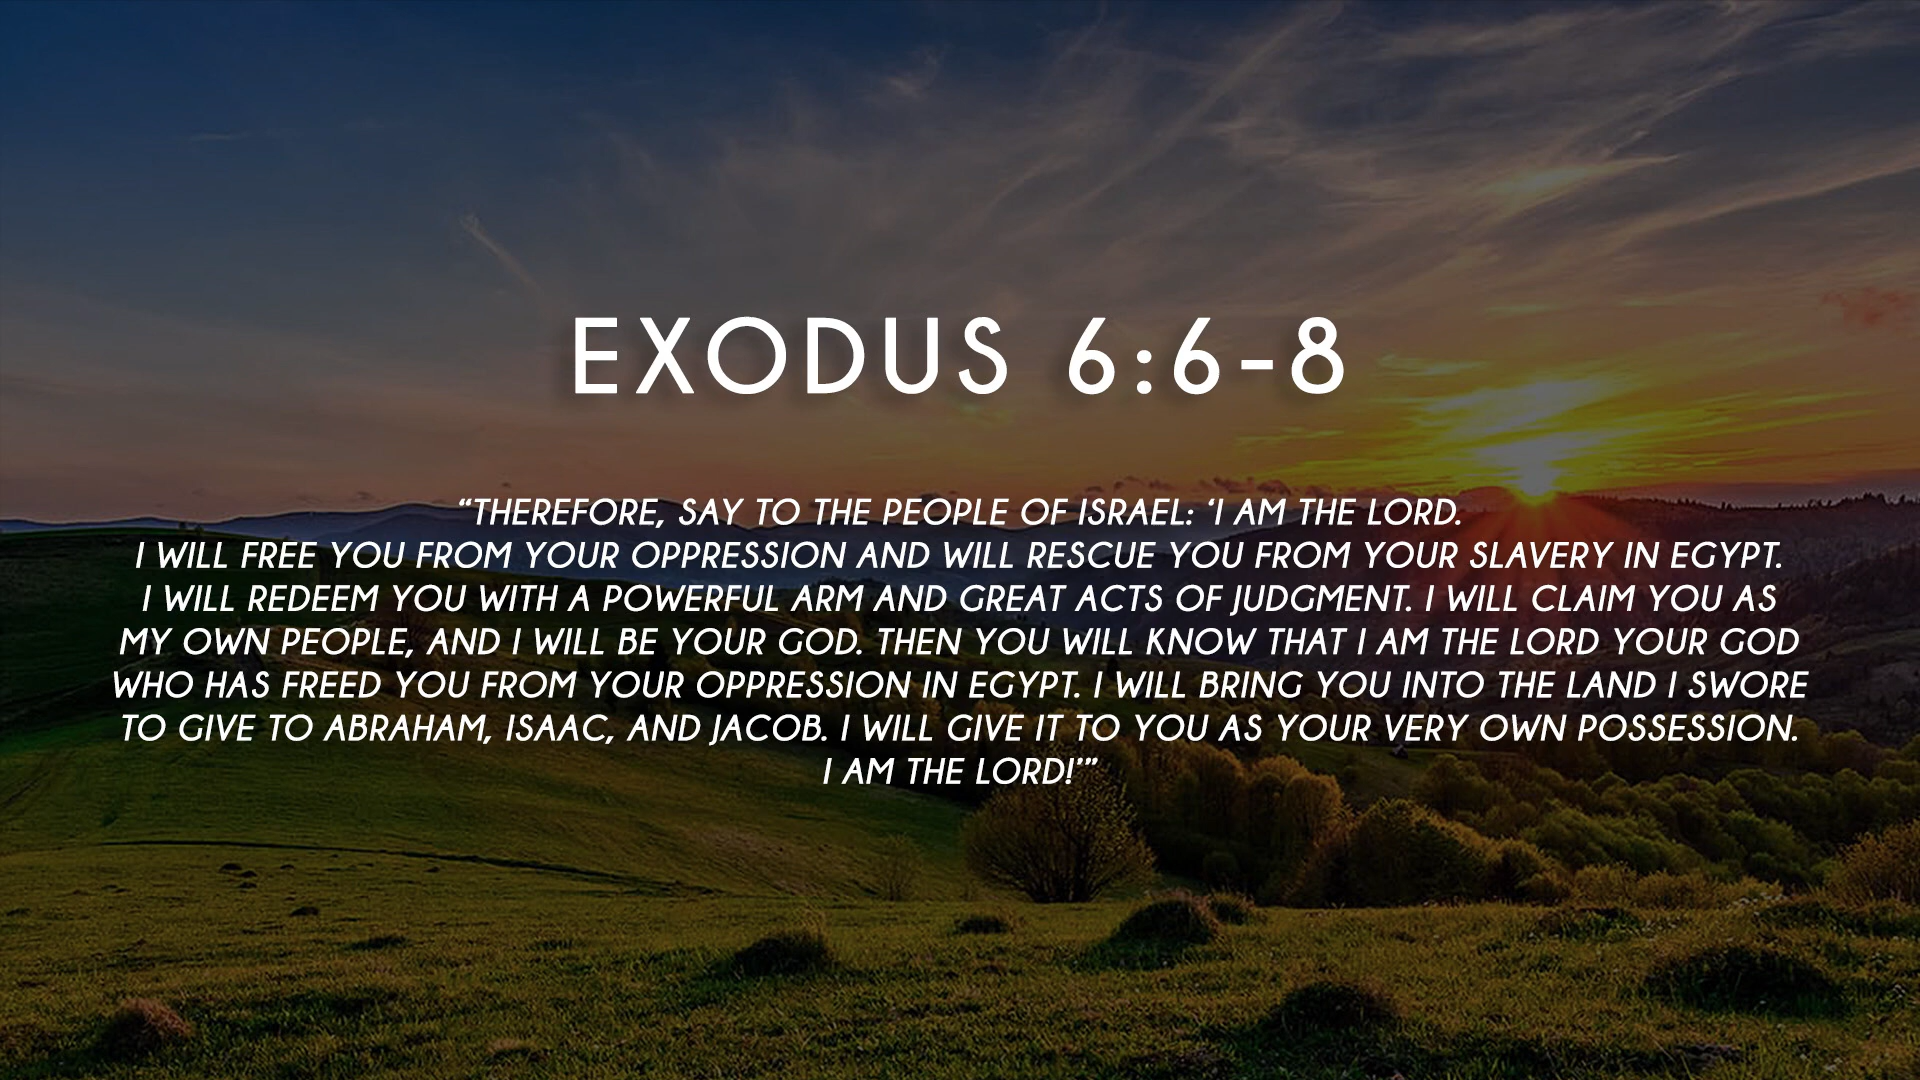 EXODUS 6:6-8
“THEREFORE, SAY TO THE PEOPLE OF ISRAEL: ‘I AM THE LORD.
I WILL FREE YOU FROM YOUR OPPRESSION AND WILL RESCUE YOU FROM YOUR SLAVERY IN EGYPT.
I WILL REDEEM YOU WITH A POWERFUL ARM AND GREAT ACTS OF JUDGMENT. I WILL CLAIM YOU AS
MY OWN PEOPLE, AND I WILL BE YOUR GOD. THEN YOU WILL KNOW THAT I AM THE LORD YOUR GOD
WHO HAS FREED YOU FROM YOUR OPPRESSION IN EGYPT. I WILL BRING YOU INTO THE LAND I SWORE
TO GIVE TO ABRAHAM, ISAAC, AND JACOB. I WILL GIVE IT TO YOU AS YOUR VERY OWN POSSESSION.
I AM THE LORD!’”